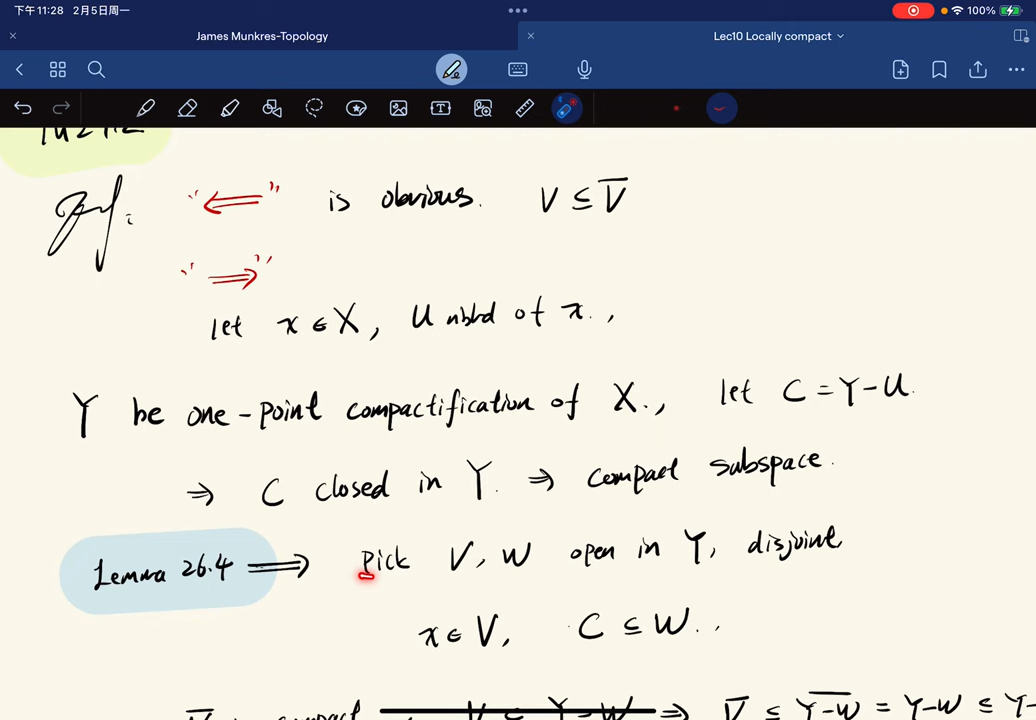 下午11:28 2月5日周一
100%
James Munkres-Topology
Lec10 Locally compact
"⇐" is obvious. V ⊆ V̅
"⇒"
let x ∈ X, U nbhd of x.,
Y be one-point compactification of X., let C = Y - U.
⇒ C closed in Y. ⇒ compact subspace.
Lemma 26.4 ⇒ pick V, W open in Y, disjoint,
x ∈ V, C ⊆ W.,
V̅ ⊆ \overline{Y-W} = Y-W ⊆ Y-